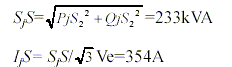 SjS=√PjS₂²+QjS₂²=233kVA
IjS= SjS/√3 Ve=354A